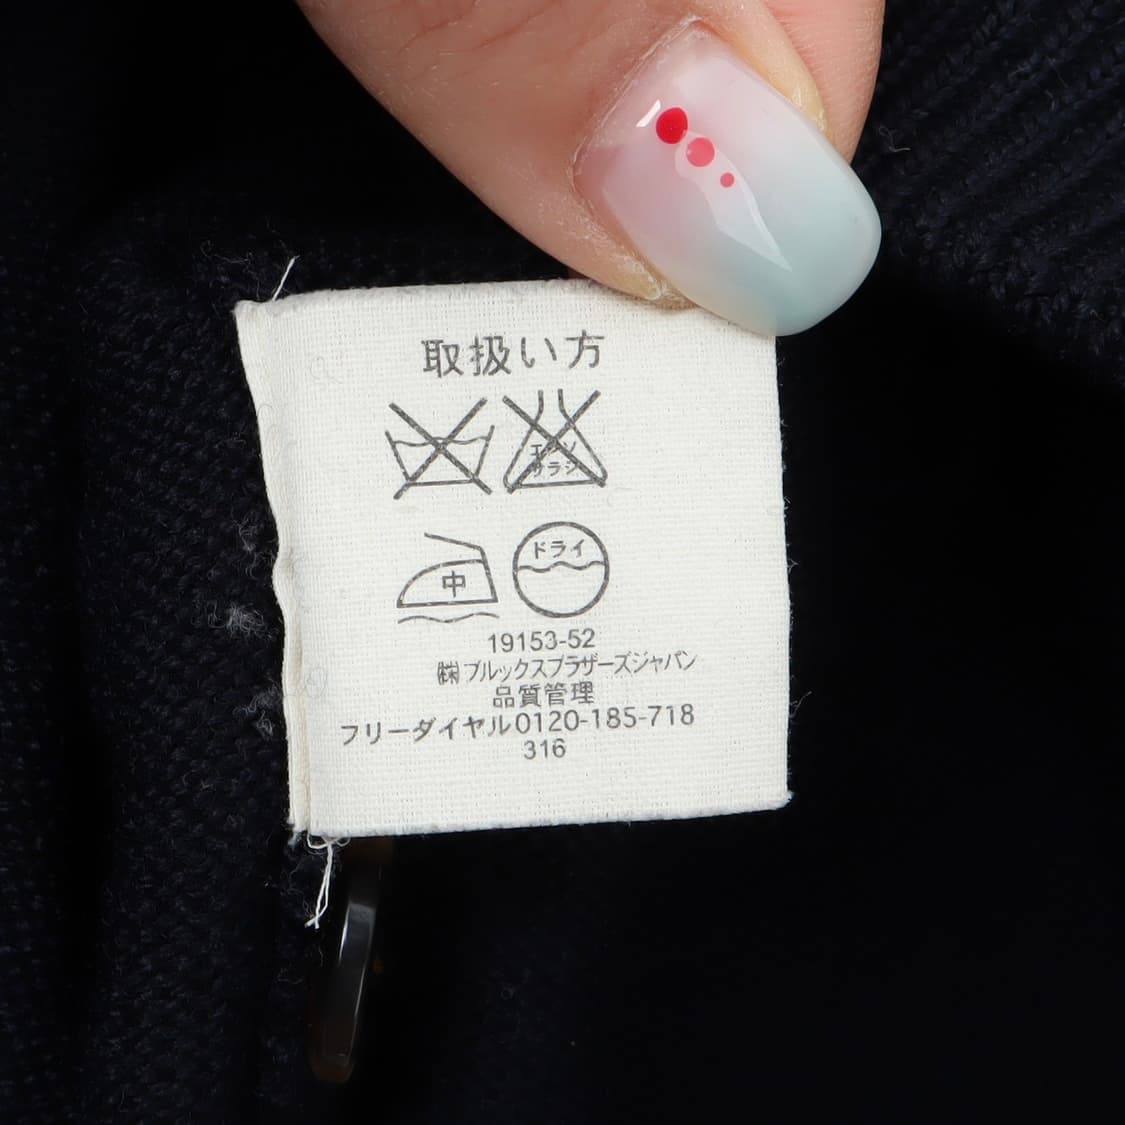 取扱い方
エンソ
サラシ
中
ドライ
19153-52
㈱ブルックスブラザーズジャパン
品質管理
フリーダイヤル0120-185-718
316